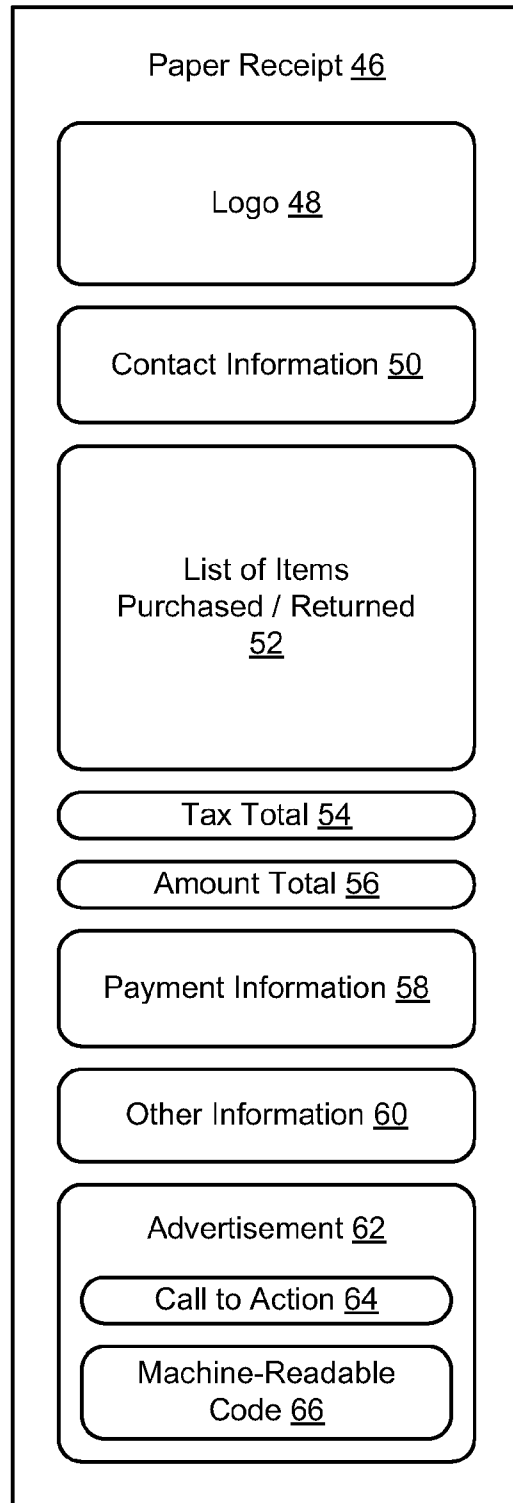 Paper Receipt 46
Logo 48
Contact Information 50
List of Items
Purchased / Returned
52
Tax Total 54
Amount Total 56
Payment Information 58
Other Information 60
Advertisement 62
Call to Action 64
Machine-Readable
Code 66